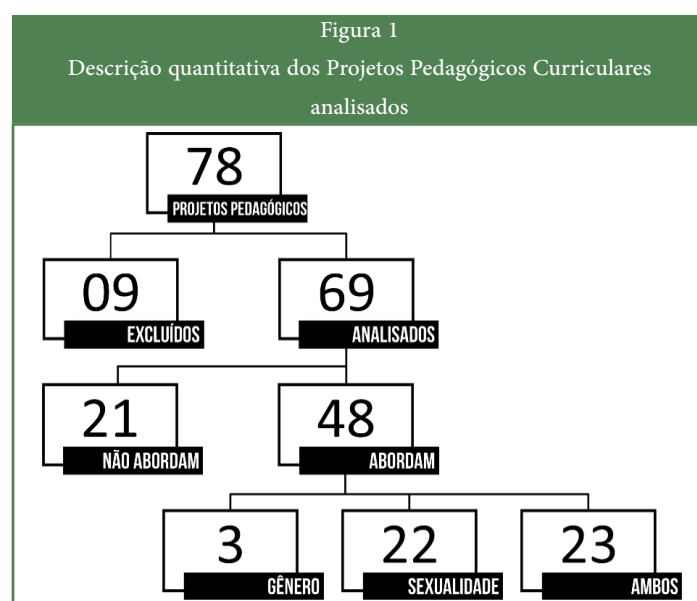 Figura 1
Descrição quantitativa dos Projetos Pedagógicos Curriculares
analisados
78
PROJETOS PEDAGÓGICOS
09
EXCLUÍDOS
69
ANALISADOS
21
NÃO ABORDAM
48
ABORDAM
3
GÊNERO
22
SEXUALIDADE
23
AMBOS